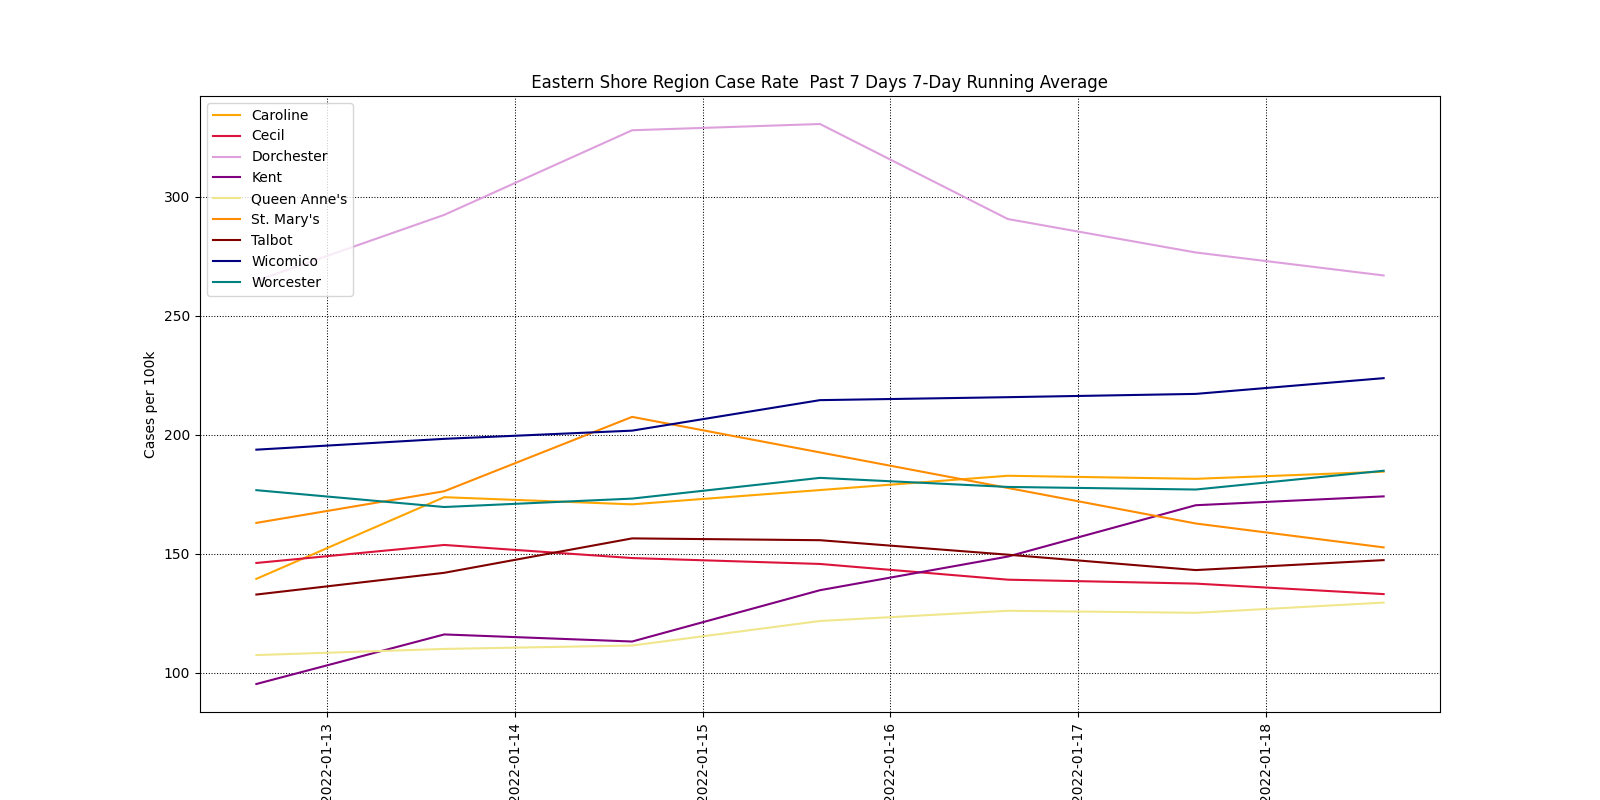 Eastern Shore Region Case Rate  Past 7 Days 7-Day Running Average
Caroline
Cecil
Dorchester
Kent
Queen Anne's
St. Mary's
Talbot
Wicomico
Worcester
Cases per 100k
300
250
200
150
100
2022-01-13
2022-01-14
2022-01-15
2022-01-16
2022-01-17
2022-01-18